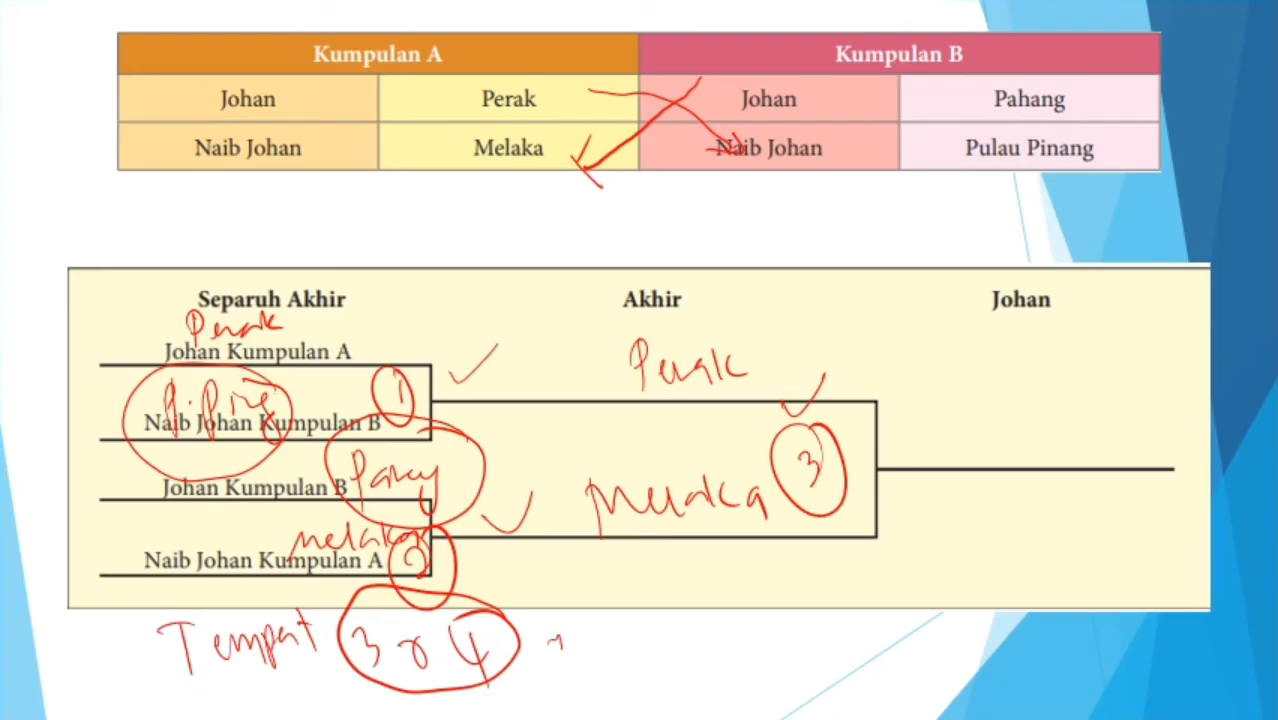 Kumpulan A Kumpulan B
Johan Perak Johan Pahang
Naib Johan Melaka Naib Johan Pulau Pinang
Separuh Akhir Akhir Johan
Perak
Johan Kumpulan A
Perak
P. Ping
1
Naib Johan Kumpulan B
Johan Kumpulan B
Melaka
3
melaka
Naib Johan Kumpulan A
2
Tempat 3 & 4